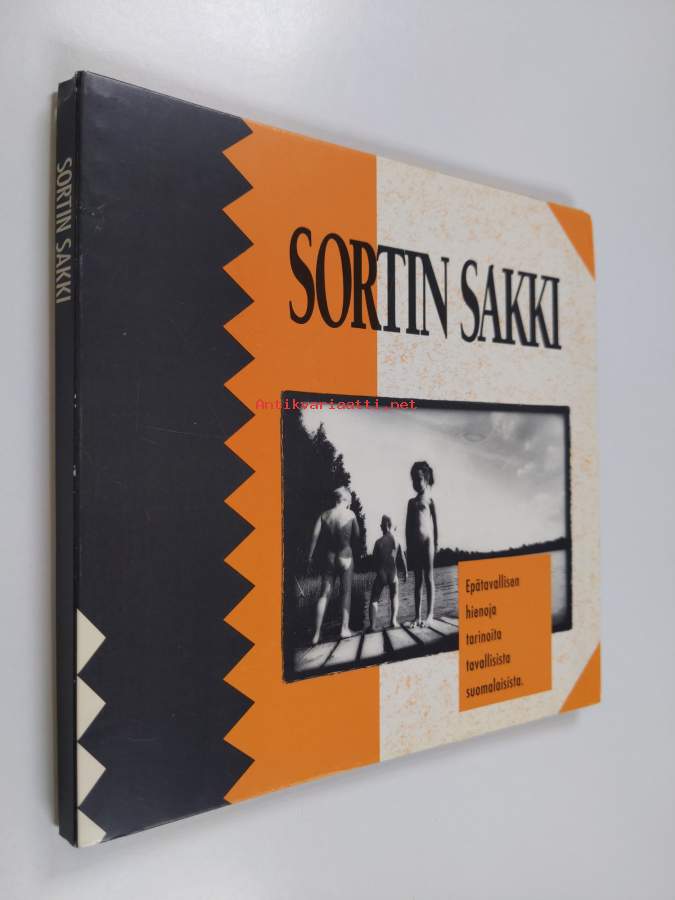 SORTIN SAKKI
SORTIN SAKKI
Antikvariaatti.net
Epätavallisen
hienoja
tarinoita
tavallisista
suomalaisista.